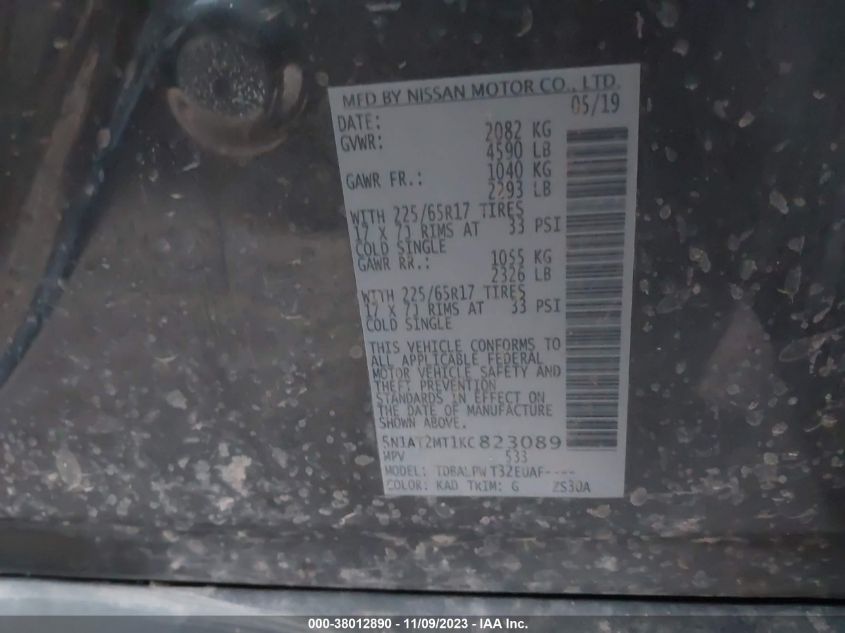 MFD BY NISSAN MOTOR CO., LTD.
DATE: 05/19
GVWR: 2082 KG
4590 LB
GAWR FR.: 1040 KG
2293 LB
WITH 225/65R17 TIRES
17 X 7J RIMS AT 33 PSI
COLD SINGLE
GAWR RR.: 1055 KG
2326 LB
WITH 225/65R17 TIRES
17 X 7J RIMS AT 33 PSI
COLD SINGLE
THIS VEHICLE CONFORMS TO
ALL APPLICABLE FEDERAL
MOTOR VEHICLE SAFETY AND
THEFT PREVENTION
STANDARDS IN EFFECT ON
THE DATE OF MANUFACTURE
SHOWN ABOVE.
5N1AT2MT1KC823089
MPV 533
MODEL: TDBALPW T32EUAF----
COLOR: KAD TRIM: G ZS30A
000-38012890 - 11/09/2023 - IAA Inc.